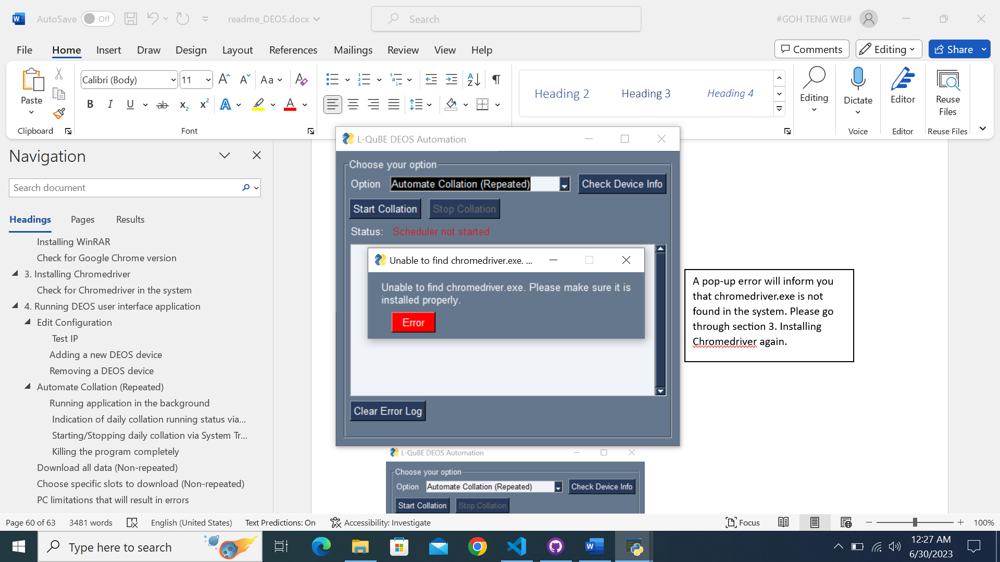 AutoSave Off readme_DEOS.docx Search #GOH TENG WEI#
File Home Insert Draw Design Layout References Mailings Review View Help Comments Editing Share
Calibri (Body) 11 Aa
Paste
Heading 2 Heading 3 Heading 4
Editing Dictate Editor Reuse Files
Clipboard Font Voice Editor Reuse Files
Navigation
Search document
Headings Pages Results
Installing WinRAR
Check for Google Chrome version
3. Installing Chromedriver
Check for Chromedriver in the system
4. Running DEOS user interface application
Edit Configuration
Test IP
Adding a new DEOS device
Removing a DEOS device
Automate Collation (Repeated)
Running application in the background
Indication of daily collation running status via...
Starting/Stopping daily collation via System Tr...
Killing the program completely
Download all data (Non-repeated)
Choose specific slots to download (Non-repeated)
PC limitations that will result in errors
L-QuBE DEOS Automation
Choose your option
Option Automate Collation (Repeated) Check Device Info
Start Collation Stop Collation
Status: Scheduler not started
Unable to find chromedriver.exe. ...
Unable to find chromedriver.exe. Please make sure it is
installed properly.
Error
Clear Error Log
A pop-up error will inform you
that chromedriver.exe is not
found in the system. Please go
through section 3. Installing
Chromedriver again.
L-QuBE DEOS Automation
Choose your option
Option Automate Collation (Repeated) Check Device Info
Start Collation Stop Collation
Page 60 of 63 3481 words English (United States) Text Predictions: On Accessibility: Investigate Focus 100%
Type here to search
12:27 AM
6/30/2023